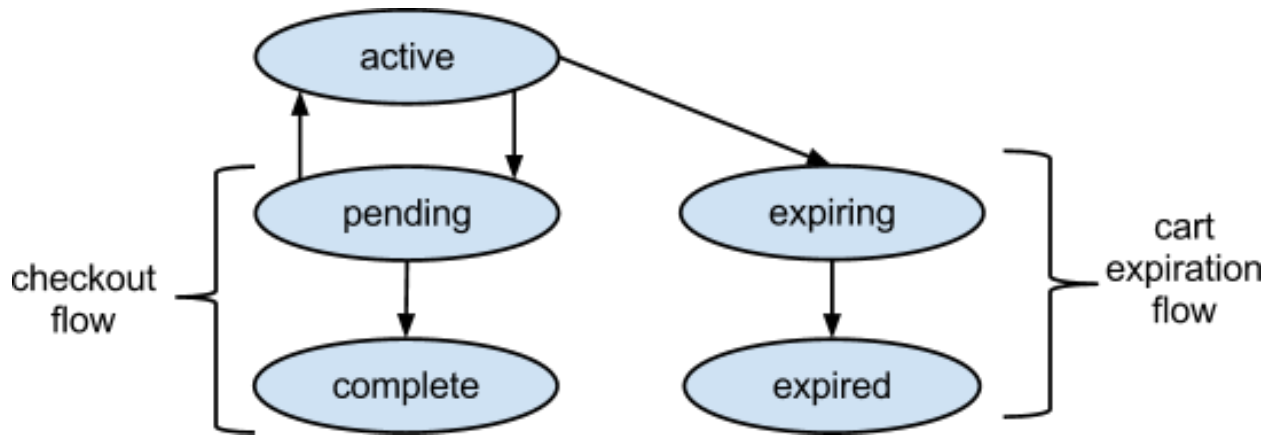 active
pending
expiring
checkout
flow
cart
expiration
flow
complete
expired